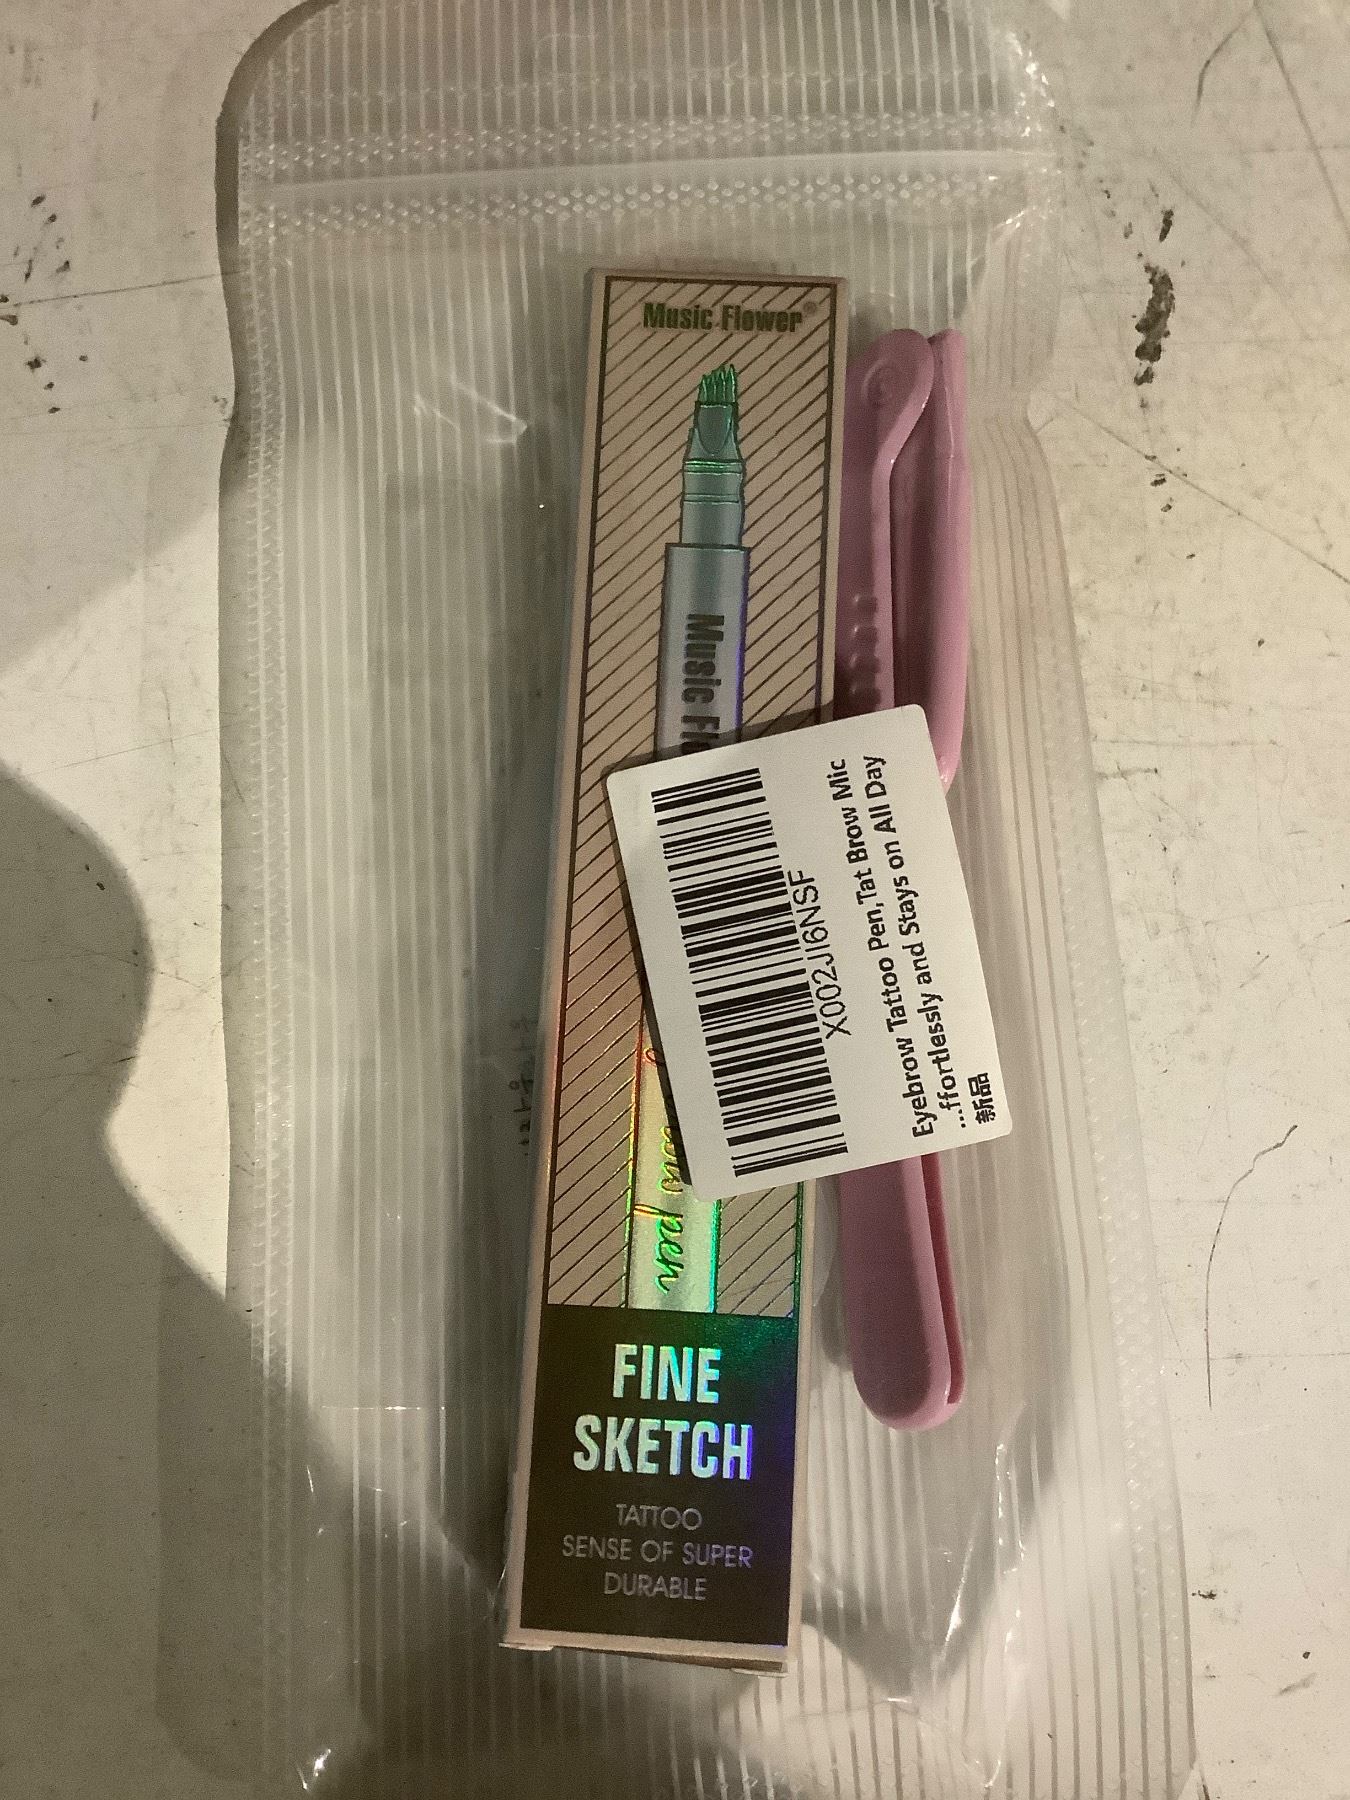 Music Flower®
Music Fl
pen
X002JI6NSF
Eyebrow Tattoo Pen,Tat Brow Mic
...ffortlessly and Stays on All Day
新品
FINE
SKETCH
TATTOO
SENSE OF SUPER
DURABLE